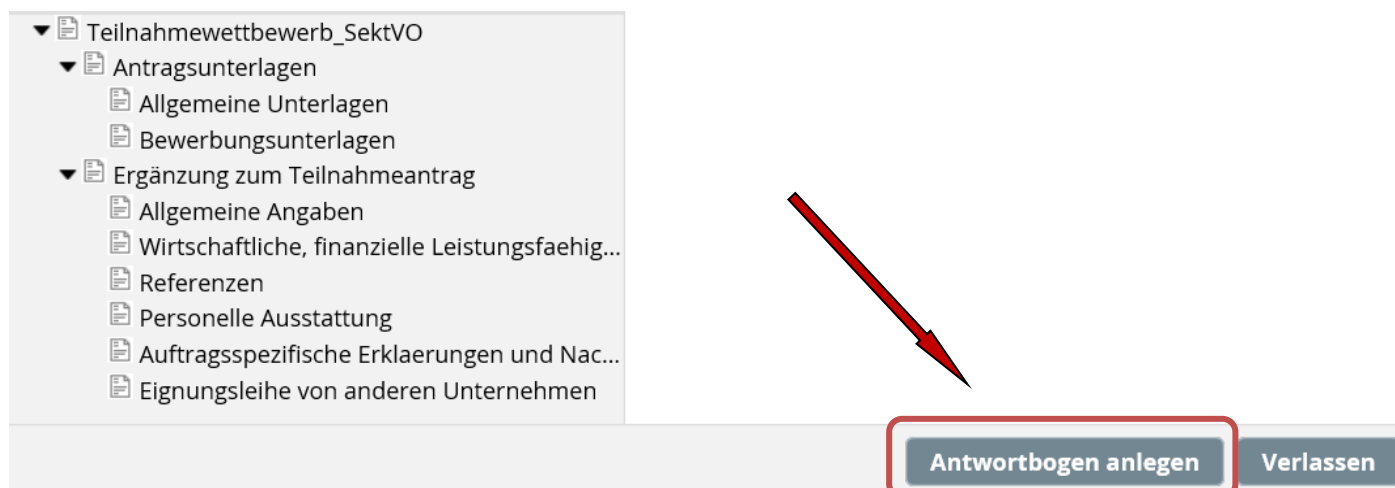 Teilnahmewettbewerb_SektVO
Antragsunterlagen
Allgemeine Unterlagen
Bewerbungsunterlagen
Ergänzung zum Teilnahmeantrag
Allgemeine Angaben
Wirtschaftliche, finanzielle Leistungsfaehig...
Referenzen
Personelle Ausstattung
Auftragsspezifische Erklaerungen und Nac...
Eignungsleihe von anderen Unternehmen
Antwortbogen anlegen Verlassen